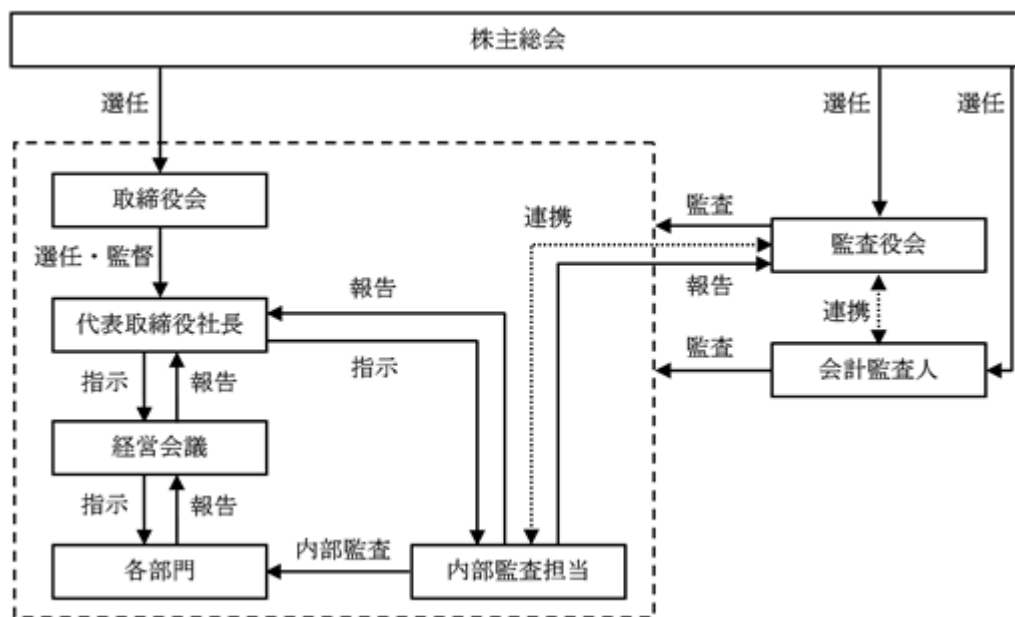 株主総会
選任
選任
選任
取締役会
連携
監査
監査役会
選任・監督
報告
報告
連携
代表取締役社長
指示
監査
会計監査人
指示
報告
経営会議
指示
報告
内部監査
各部門
内部監査担当